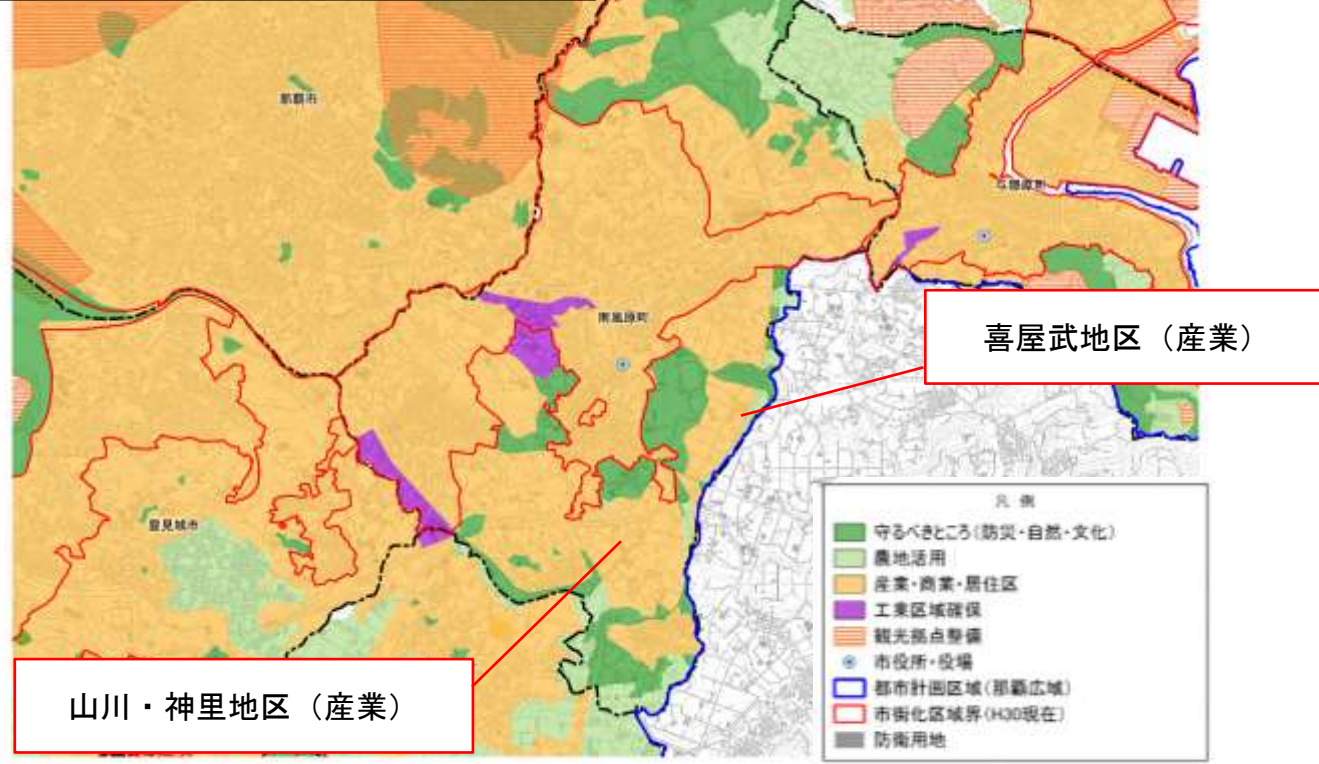 那覇市
与那原町
南風原町
喜屋武地区（産業）
豊見城市
山川・神里地区（産業）
凡 例
守るべきところ（防災・自然・文化）
農地活用
産業・商業・居住区
工業区域確保
観光拠点整備
市役所・役場
都市計画区域（那覇広域）
市街化区域界（H30現在）
防衛用地